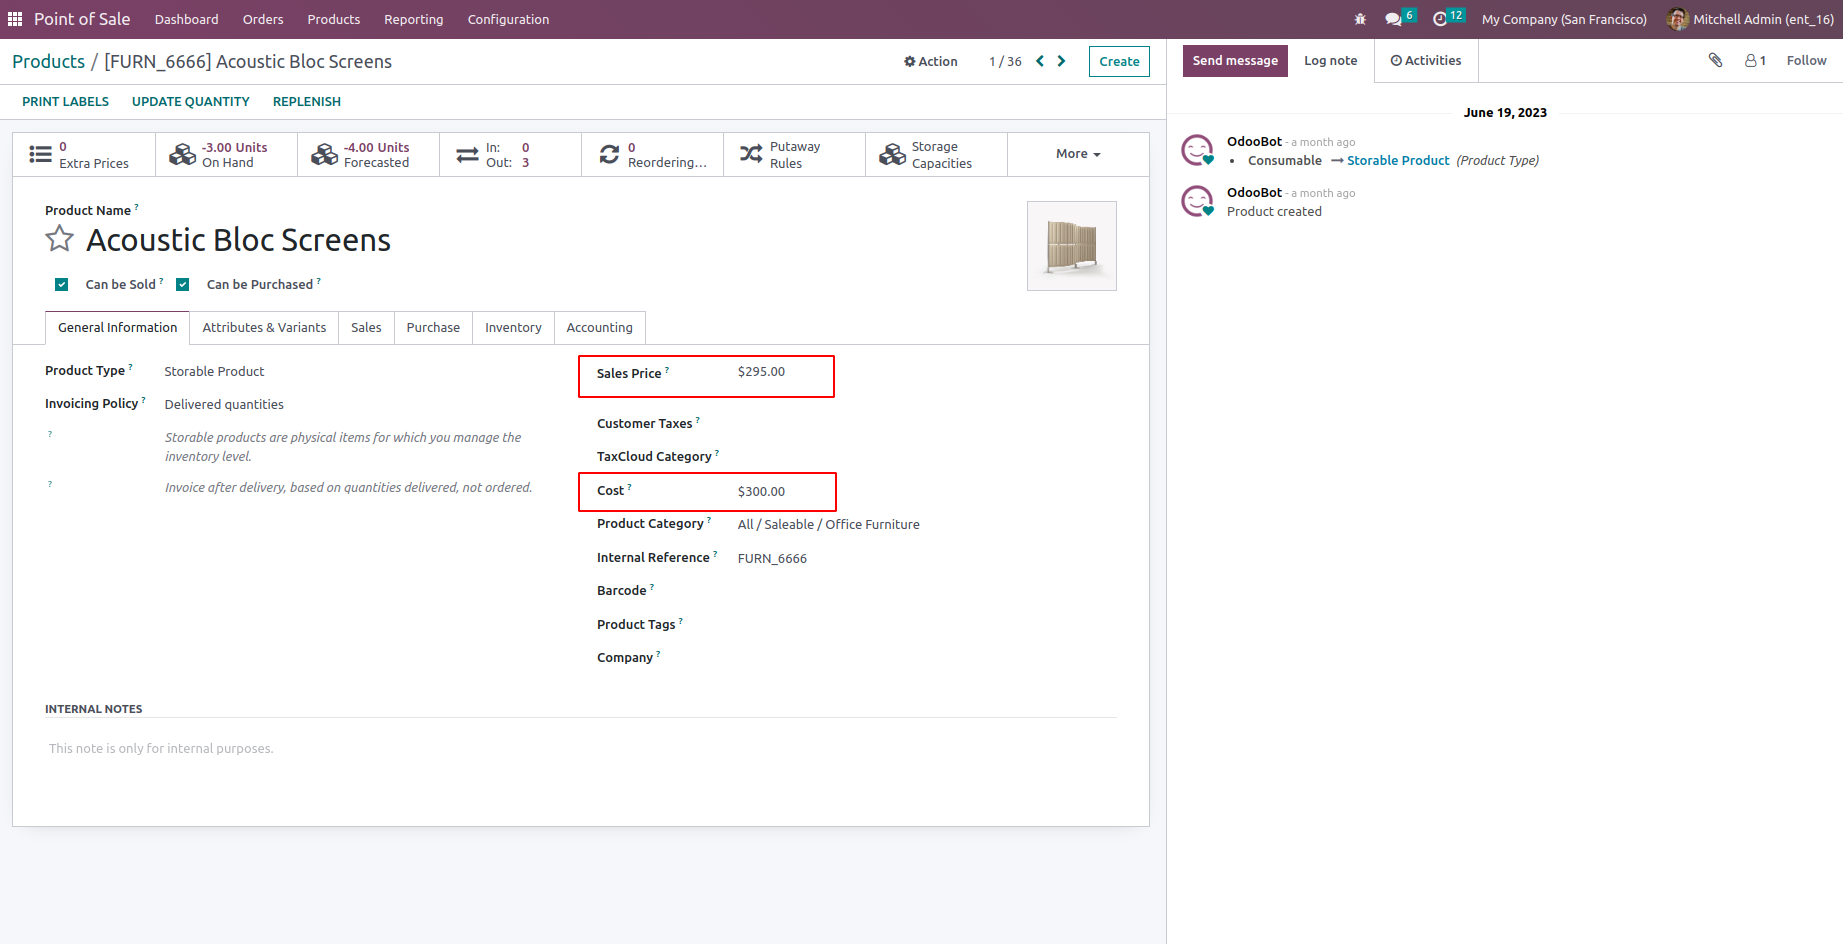 Point of Sale Dashboard Orders Products Reporting Configuration 6 12 My Company (San Francisco) Mitchell Admin (ent_16)
Products / [FURN_6666] Acoustic Bloc Screens Action 1 / 36 Create
PRINT LABELS UPDATE QUANTITY REPLENISH
0 Extra Prices
-3.00 Units On Hand
-4.00 Units Forecasted
In: 0
Out: 3
0 Reordering...
Putaway Rules
Storage Capacities
More
Product Name ?
Acoustic Bloc Screens
Can be Sold ? Can be Purchased ?
General Information Attributes & Variants Sales Purchase Inventory Accounting
Product Type ? Storable Product
Invoicing Policy ? Delivered quantities
? Storable products are physical items for which you manage the
inventory level.
? Invoice after delivery, based on quantities delivered, not ordered.
Sales Price ? $295.00
Customer Taxes ?
TaxCloud Category ?
Cost ? $300.00
Product Category ? All / Saleable / Office Furniture
Internal Reference ? FURN_6666
Barcode ?
Product Tags ?
Company ?
INTERNAL NOTES
This note is only for internal purposes.
Send message Log note Activities 1 Follow
June 19, 2023
OdooBot - a month ago
• Consumable → Storable Product (Product Type)
OdooBot - a month ago
Product created